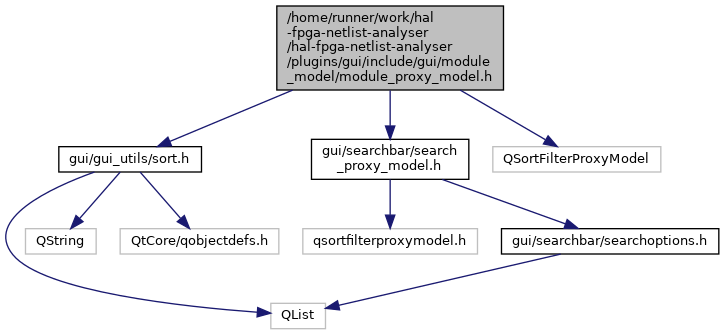 /home/runner/work/hal
-fpga-netlist-analyser
/hal-fpga-netlist-analyser
/plugins/gui/include/gui/module
_model/module_proxy_model.h
gui/gui_utils/sort.h
gui/searchbar/search
_proxy_model.h
QSortFilterProxyModel
QString
QtCore/qobjectdefs.h
qsortfilterproxymodel.h
gui/searchbar/searchoptions.h
QList